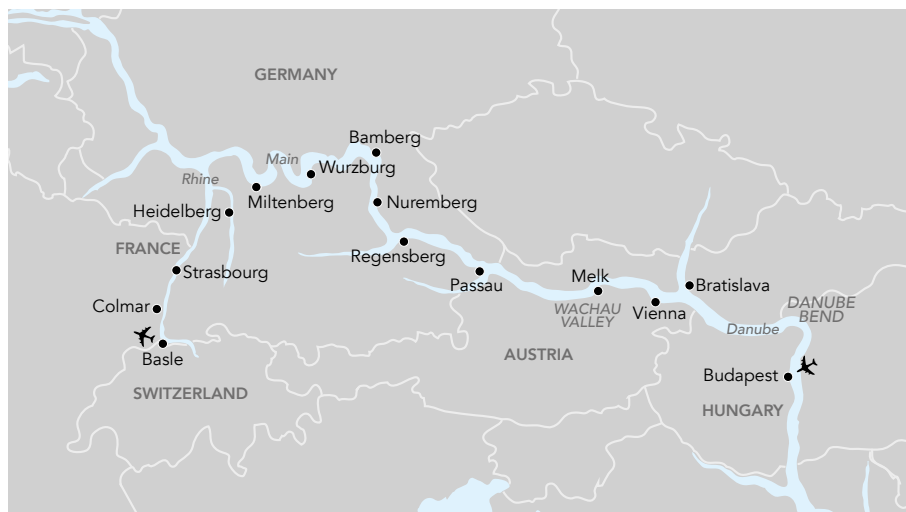 GERMANY
Bamberg
Main
Wurzburg
Rhine
Miltenberg
Nuremberg
Heidelberg
FRANCE
Regensberg
Strasbourg
Passau
Melk
Bratislava
Colmar
WACHAU
VALLEY
Vienna
DANUBE
BEND
Danube
Basle
AUSTRIA
Budapest
SWITZERLAND
HUNGARY